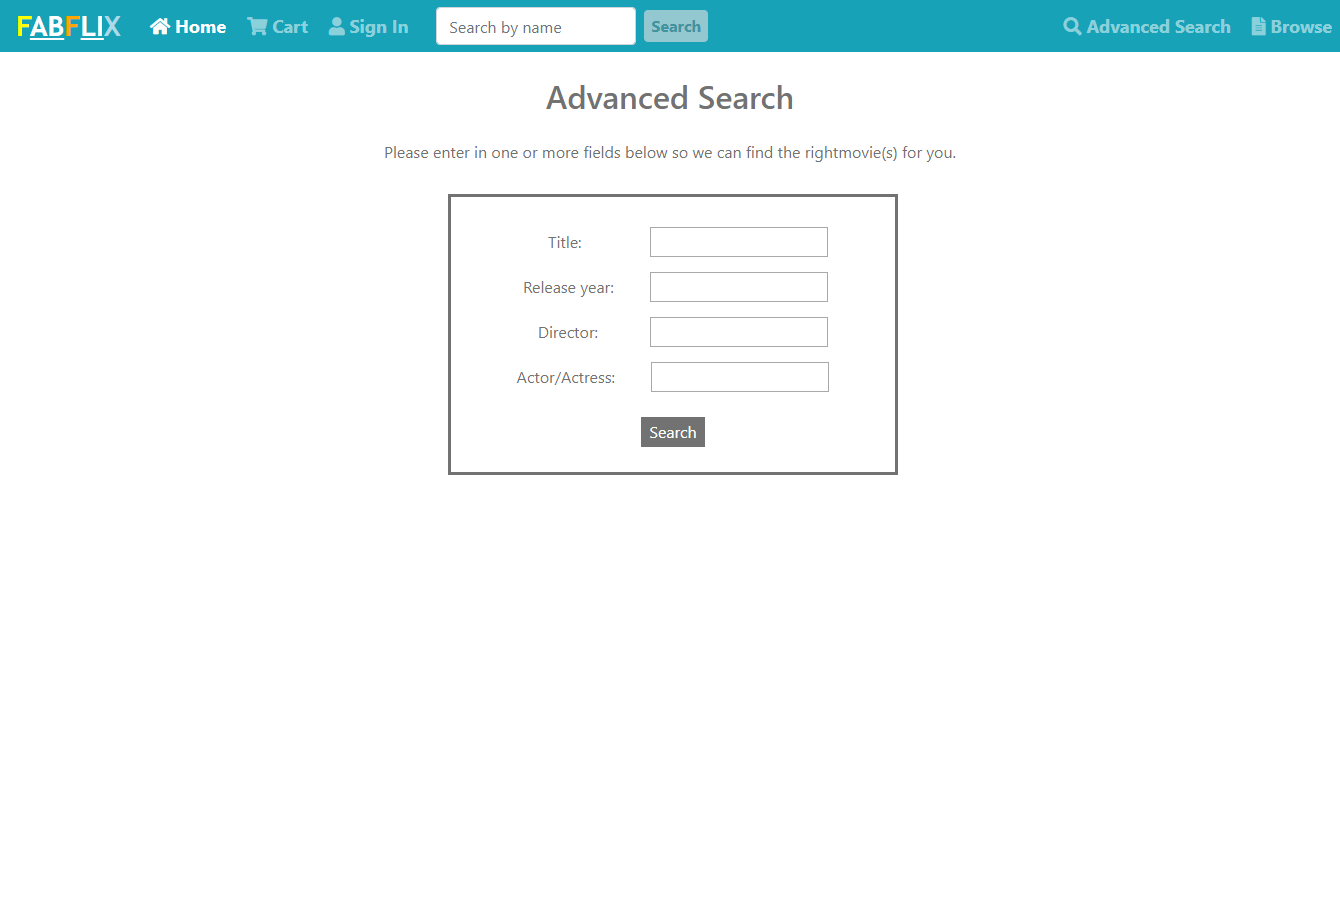 FABFLIX Home Cart Sign In Search by name Search Advanced Search Browse
Advanced Search
Please enter in one or more fields below so we can find the rightmovie(s) for you.
Title:
Release year:
Director:
Actor/Actress:
Search